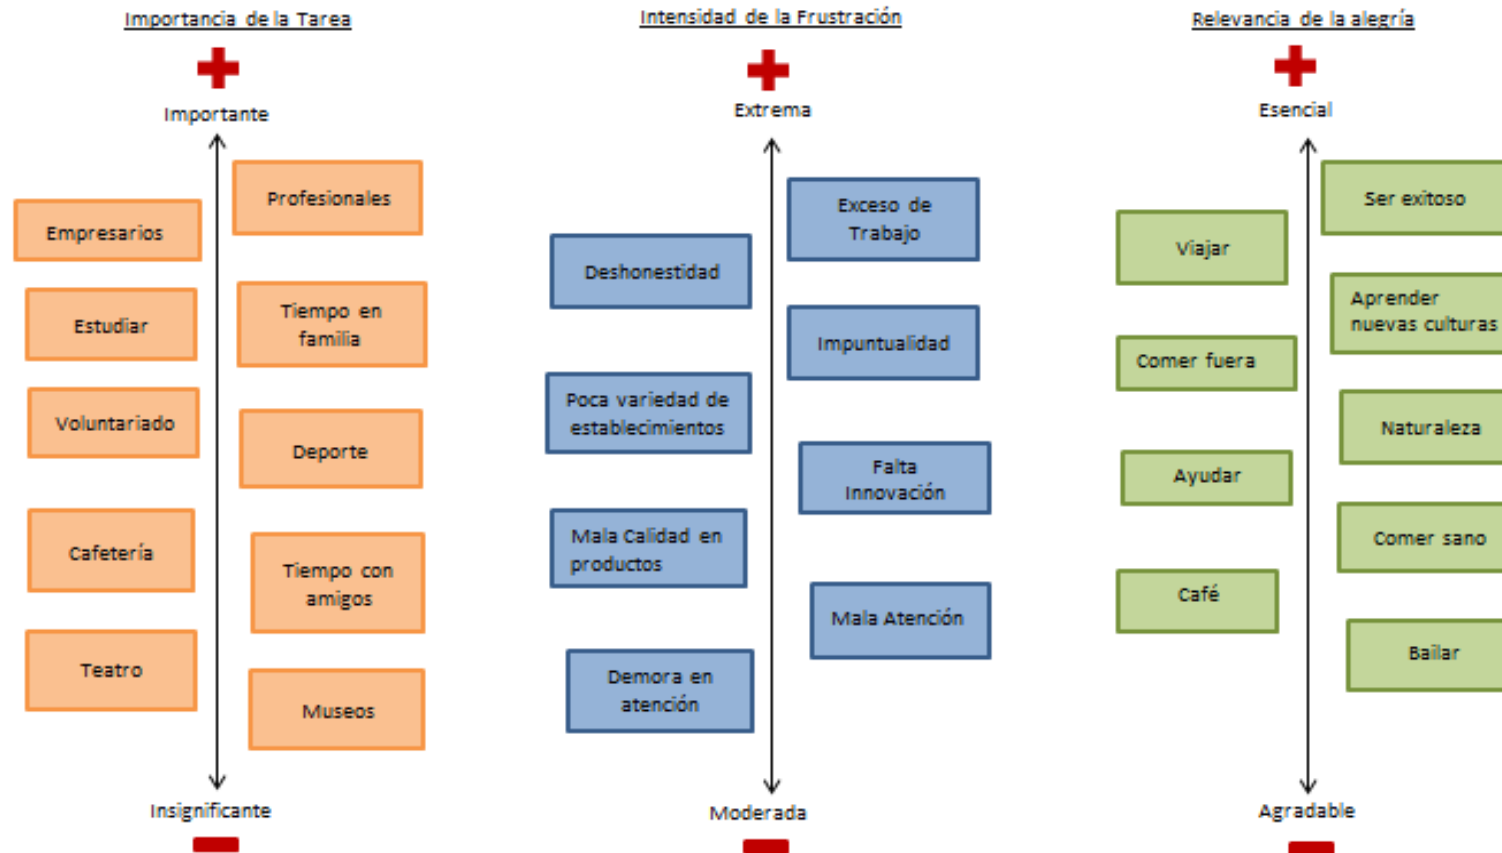 Importancia de la Tarea
Importante
Profesionales
Empresarios
Tiempo en
familia
Estudiar
Voluntariado
Deporte
Cafetería
Tiempo con
amigos
Teatro
Museos
Insignificante
Intensidad de la Frustración
Extrema
Exceso de
Trabajo
Deshonestidad
Impuntualidad
Poca variedad de
establecimientos
Falta
Innovación
Mala Calidad en
productos
Mala Atención
Demora en
atención
Moderada
Relevancia de la alegría
Esencial
Ser exitoso
Viajar
Aprender
nuevas culturas
Comer fuera
Naturaleza
Ayudar
Comer sano
Café
Bailar
Agradable